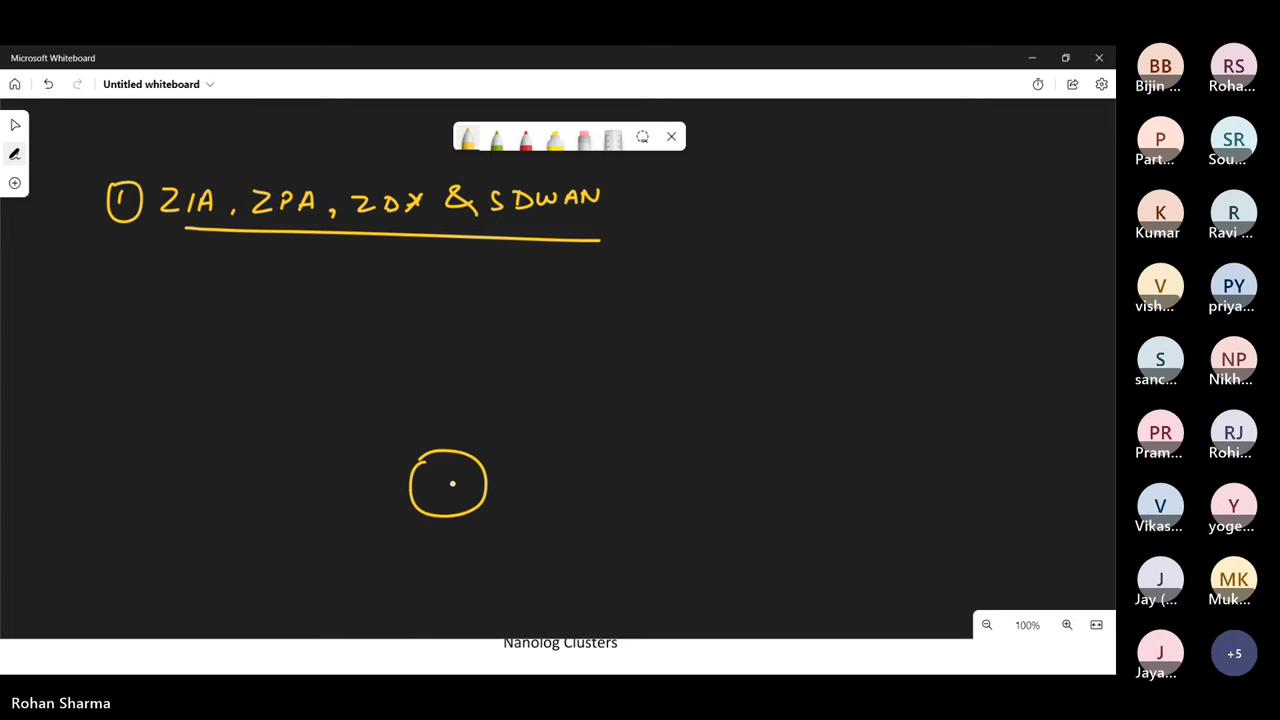 Microsoft Whiteboard
Untitled whiteboard
① ZIA, ZPA, ZDX & SDWAN
100%
Nanolog Clusters
Rohan Sharma
BB RS
Bijin ... Roha...
P SR
Part... Sou...
K R
Kumar Ravi ...
V PY
vish... priya...
S NP
sanc... Nikh...
PR RJ
Pram... Rohi...
V Y
Vikas... yoge...
J MK
Jay (... Muk...
J +5
Jaya...